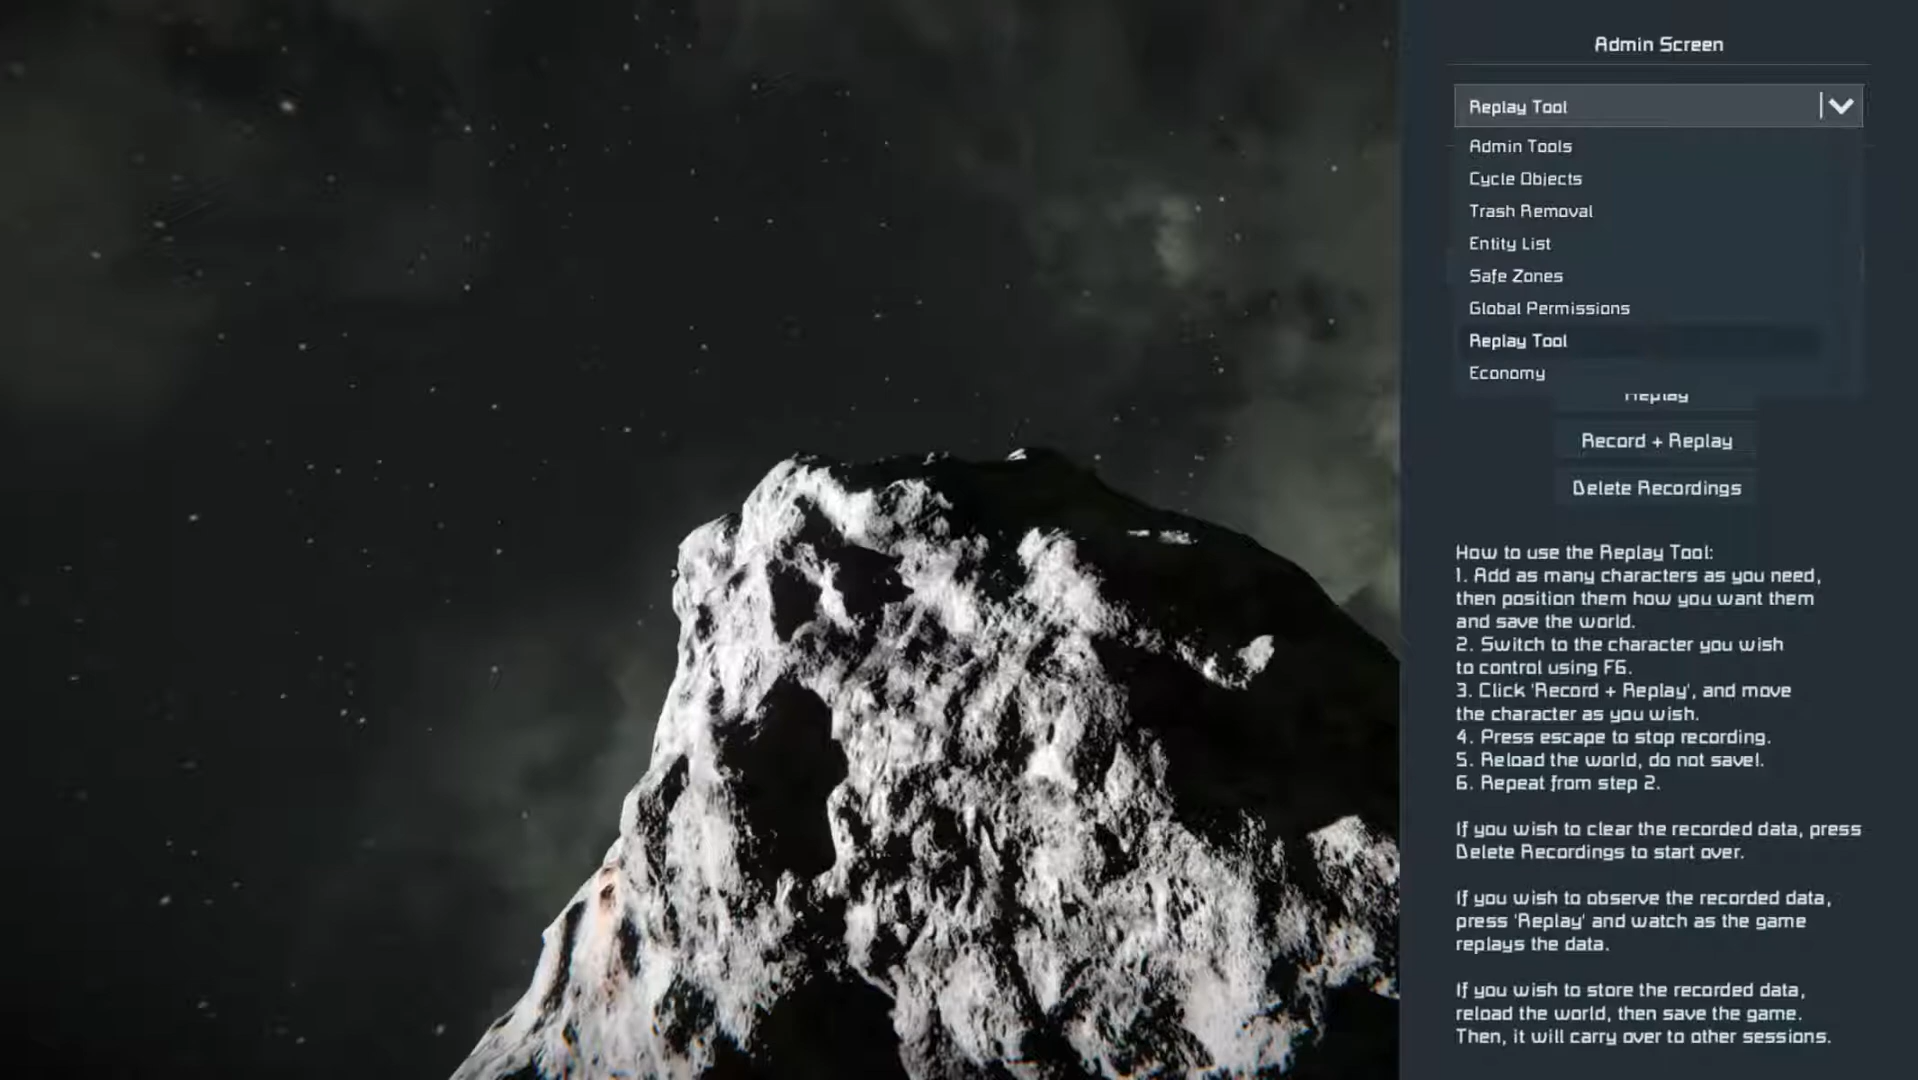 Admin Screen
Replay Tool
Admin Tools
Cycle Objects
Trash Removal
Entity List
Safe Zones
Global Permissions
Replay Tool
Economy
Replay
Record + Replay
Delete Recordings
How to use the Replay Tool:
1. Add as many characters as you need,
then position them how you want them
and save the world.
2. Switch to the character you wish
to control using F6.
3. Click 'Record + Replay', and move
the character as you wish.
4. Press escape to stop recording.
5. Reload the world, do not save!.
6. Repeat from step 2.
If you wish to clear the recorded data, press
Delete Recordings to start over.
If you wish to observe the recorded data,
press 'Replay' and watch as the game
replays the data.
If you wish to store the recorded data,
reload the world, then save the game.
Then, it will carry over to other sessions.